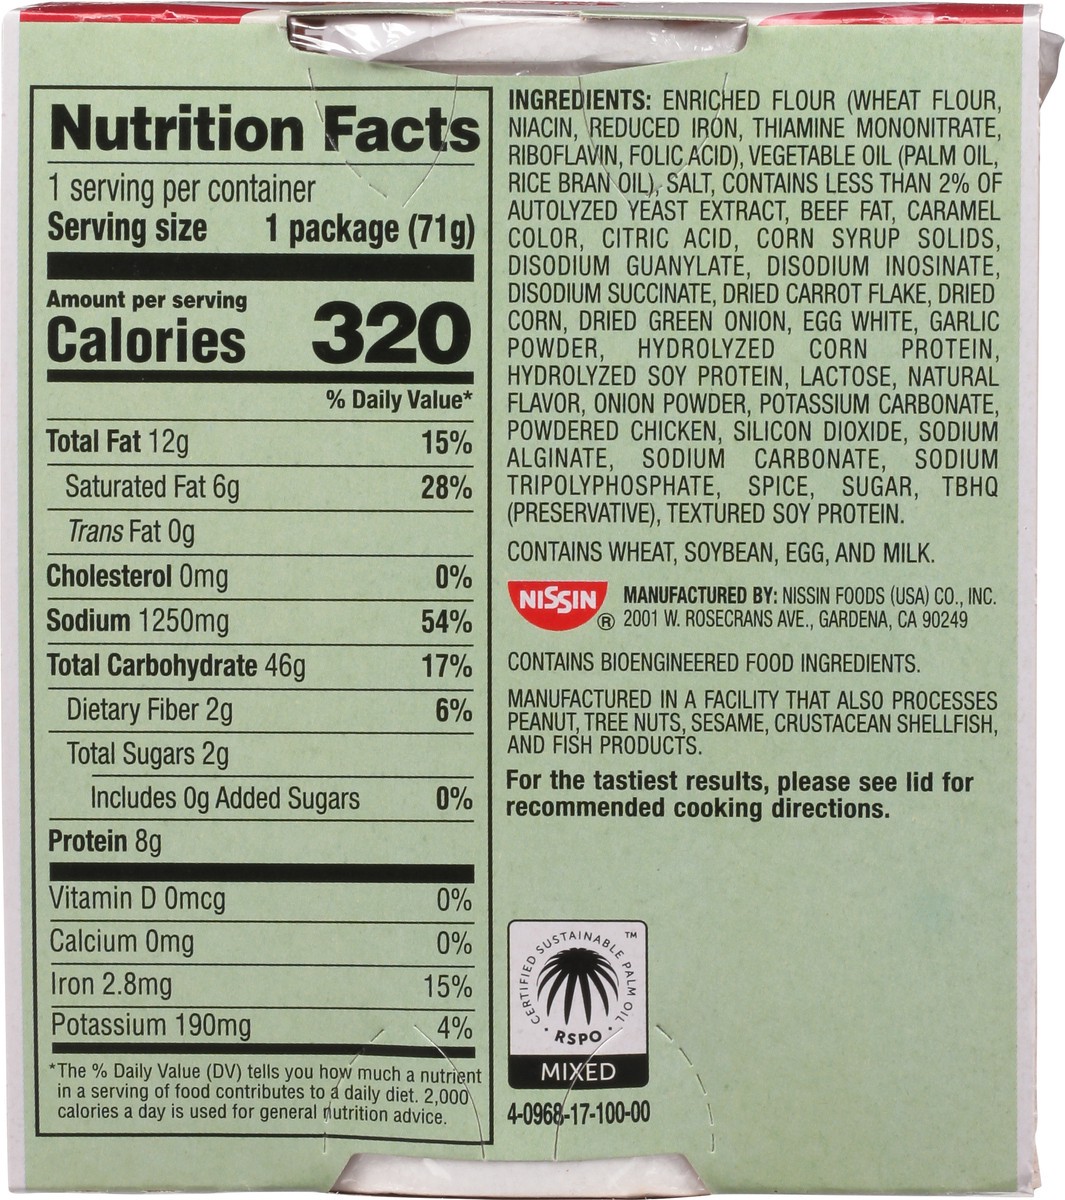 Nutrition Facts
1 serving per container
Serving size 1 package (71g)
Amount per serving
Calories 320
% Daily Value*
Total Fat 12g 15%
Saturated Fat 6g 28%
Trans Fat 0g
Cholesterol 0mg 0%
Sodium 1250mg 54%
Total Carbohydrate 46g 17%
Dietary Fiber 2g 6%
Total Sugars 2g
Includes 0g Added Sugars 0%
Protein 8g
Vitamin D 0mcg 0%
Calcium 0mg 0%
Iron 2.8mg 15%
Potassium 190mg 4%
*The % Daily Value (DV) tells you how much a nutrient
in a serving of food contributes to a daily diet. 2,000
calories a day is used for general nutrition advice.
INGREDIENTS: ENRICHED FLOUR (WHEAT FLOUR,
NIACIN, REDUCED IRON, THIAMINE MONONITRATE,
RIBOFLAVIN, FOLIC ACID), VEGETABLE OIL (PALM OIL,
RICE BRAN OIL), SALT, CONTAINS LESS THAN 2% OF
AUTOLYZED YEAST EXTRACT, BEEF FAT, CARAMEL
COLOR, CITRIC ACID, CORN SYRUP SOLIDS,
DISODIUM GUANYLATE, DISODIUM INOSINATE,
DISODIUM SUCCINATE, DRIED CARROT FLAKE, DRIED
CORN, DRIED GREEN ONION, EGG WHITE, GARLIC
POWDER, HYDROLYZED CORN PROTEIN,
HYDROLYZED SOY PROTEIN, LACTOSE, NATURAL
FLAVOR, ONION POWDER, POTASSIUM CARBONATE,
POWDERED CHICKEN, SILICON DIOXIDE, SODIUM
ALGINATE, SODIUM CARBONATE, SODIUM
TRIPOLYPHOSPHATE, SPICE, SUGAR, TBHQ
(PRESERVATIVE), TEXTURED SOY PROTEIN.
CONTAINS WHEAT, SOYBEAN, EGG, AND MILK.
NISSIN ®
MANUFACTURED BY: NISSIN FOODS (USA) CO., INC.
2001 W. ROSECRANS AVE., GARDENA, CA 90249
CONTAINS BIOENGINEERED FOOD INGREDIENTS.
MANUFACTURED IN A FACILITY THAT ALSO PROCESSES
PEANUT, TREE NUTS, SESAME, CRUSTACEAN SHELLFISH,
AND FISH PRODUCTS.
For the tastiest results, please see lid for
recommended cooking directions.
CERTIFIED SUSTAINABLE PALM OIL ™
· RSPO ·
MIXED
4-0968-17-100-00